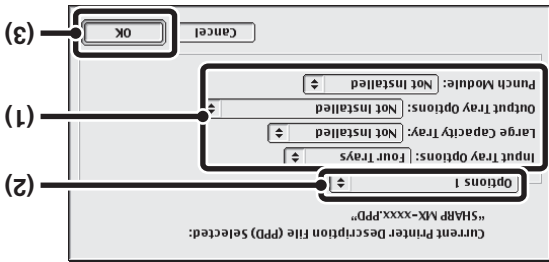 Current Printer Description File (PPD) Selected:
"SHARP MX-xxxx.PPD"
Options 1
(2)
Input Tray Options: Four Trays
Large Capacity Tray: Not Installed
(1)
Output Tray Options: Not Installed
Punch Module: Not Installed
Cancel
OK
(3)